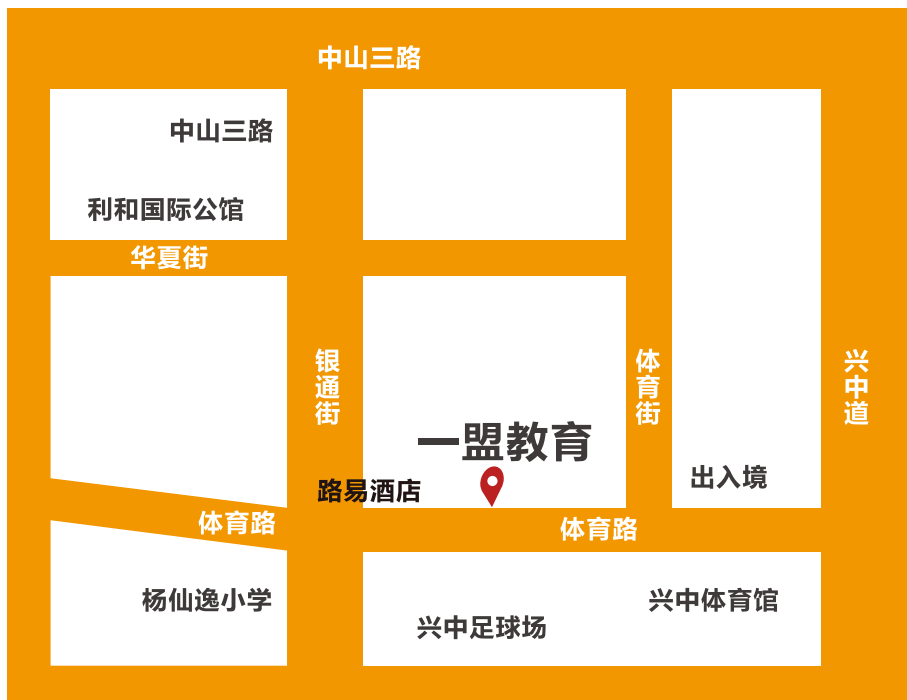 中山三路
中山三路
利和国际公馆
华夏街
银通街
体育街
兴中道
一盟教育
出入境
路易酒店
体育路
体育路
杨仙逸小学
兴中体育馆
兴中足球场